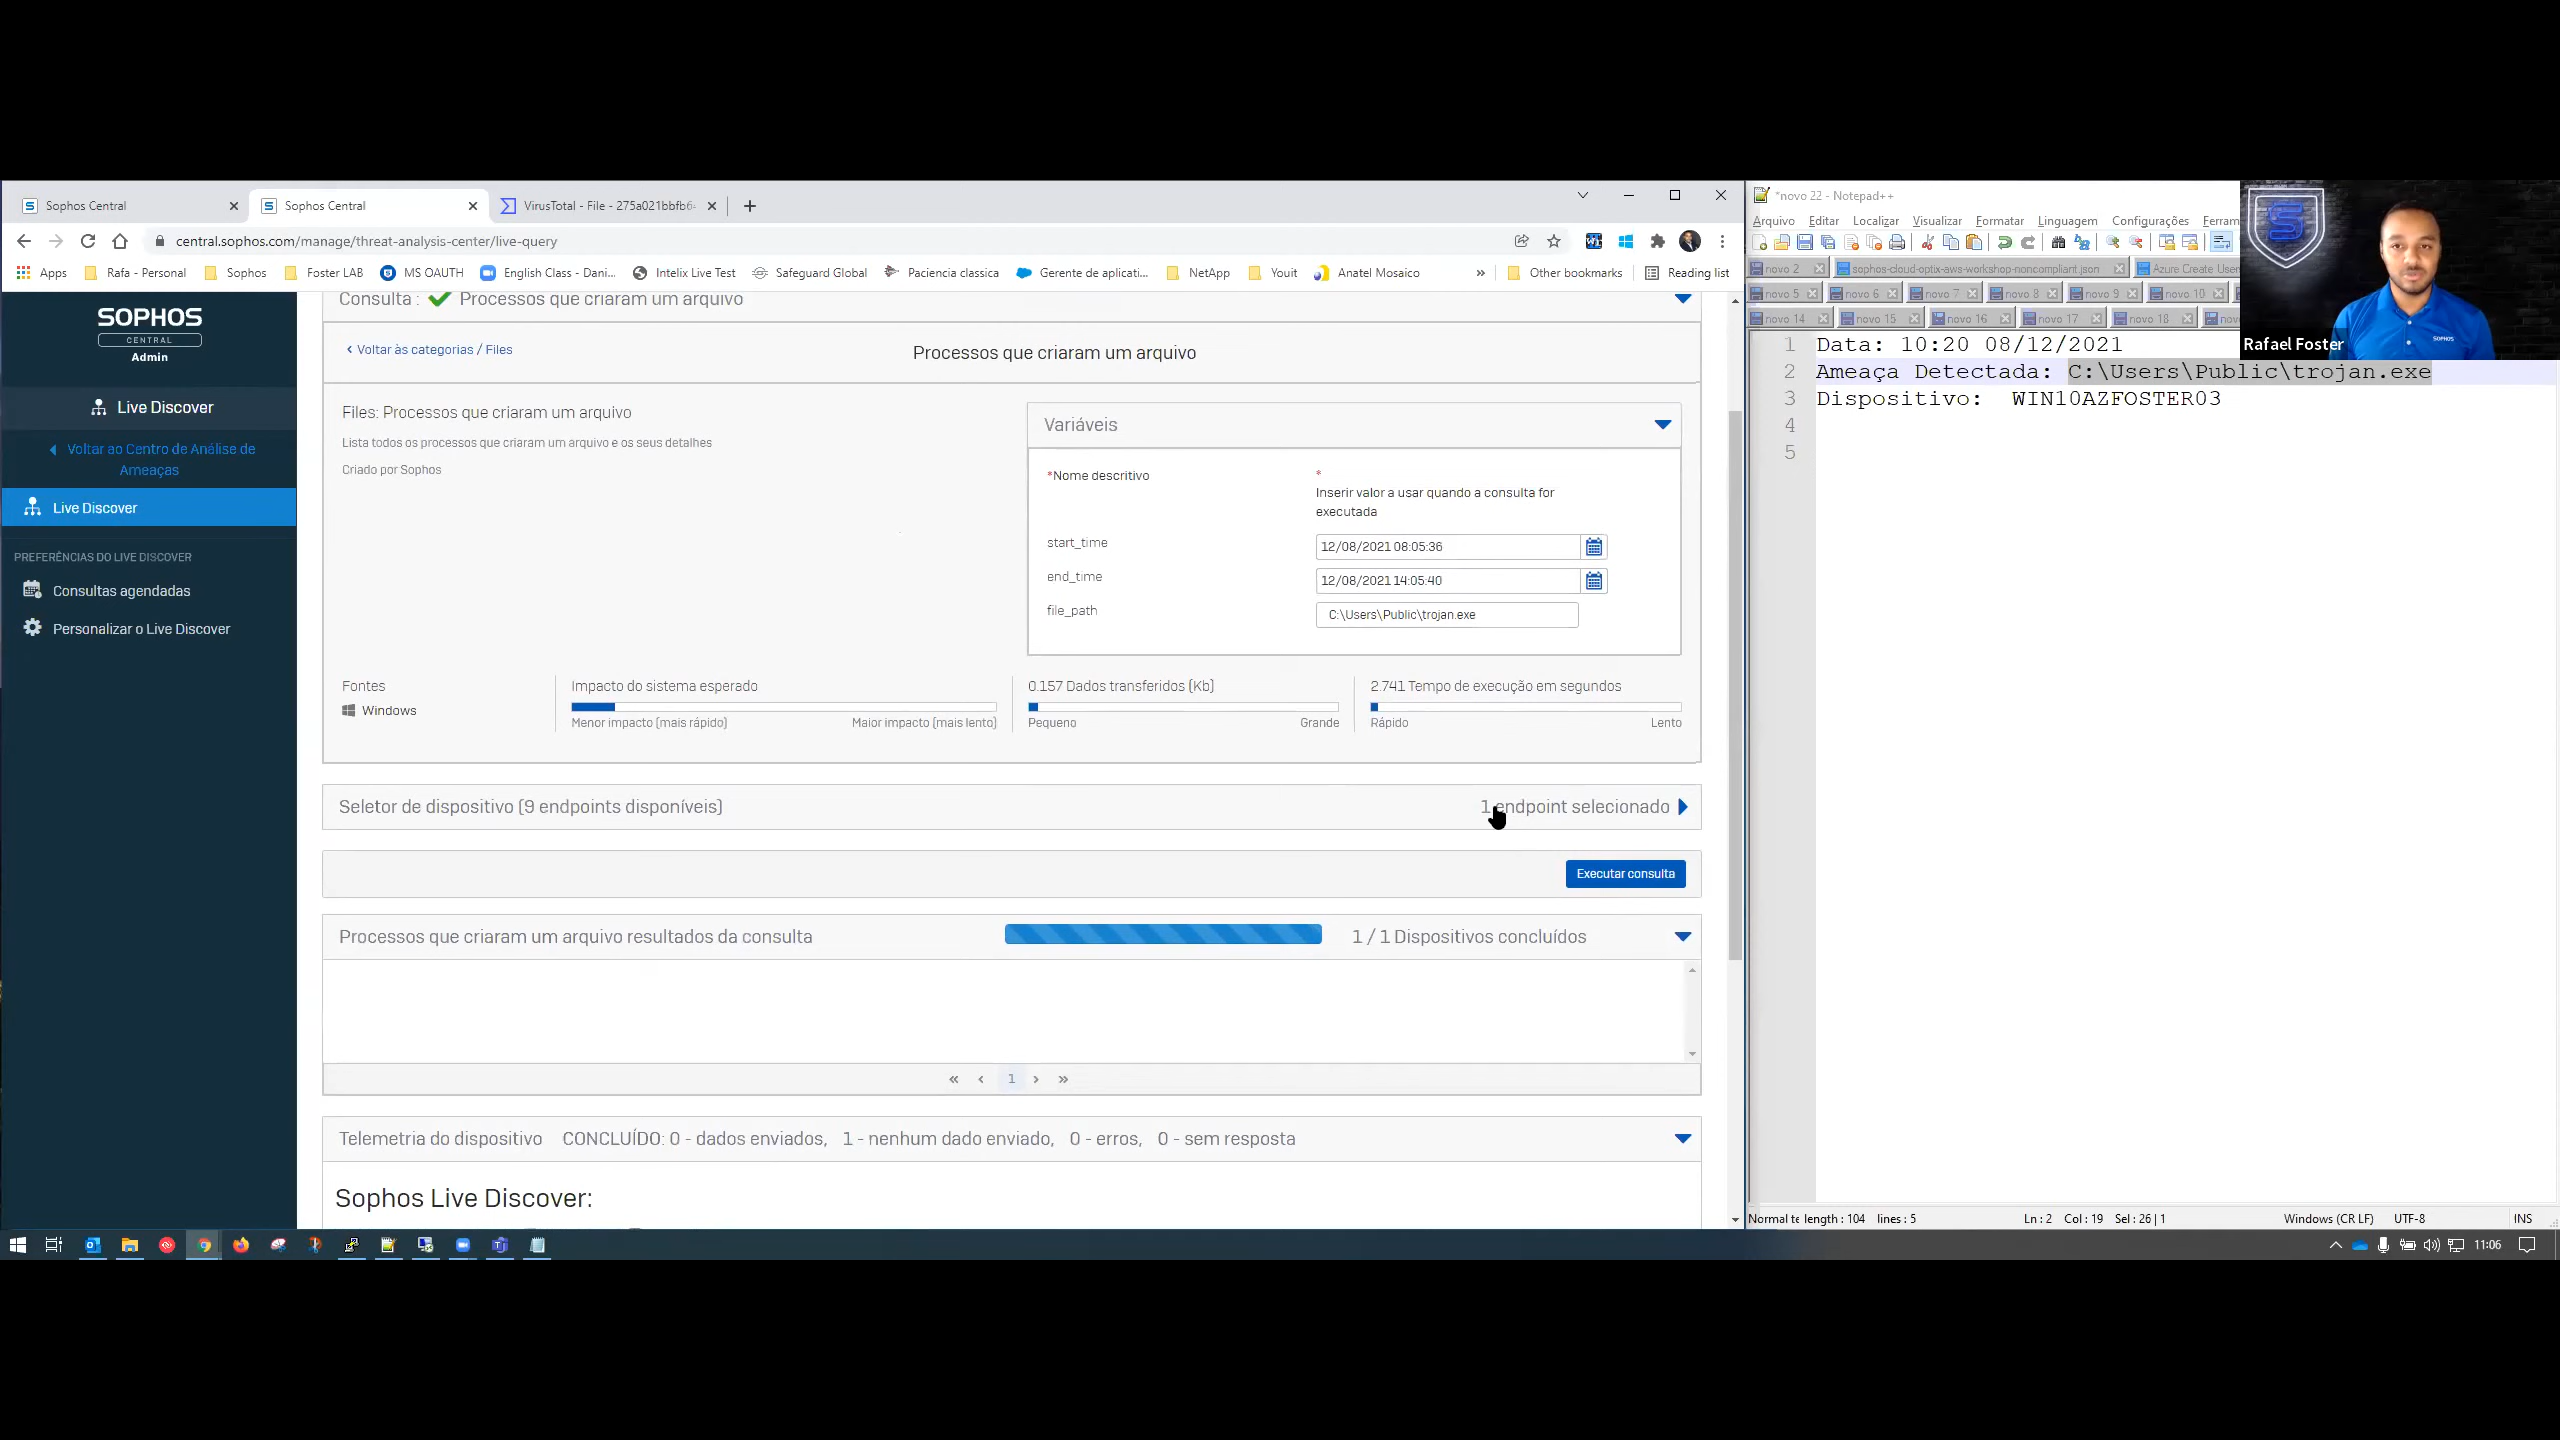 Sophos Central
Sophos Central
VirusTotal - File - 275a021bbfb6
central.sophos.com/manage/threat-analysis-center/live-query
Apps
Rafa - Personal
Sophos
Foster LAB
MS OAUTH
English Class - Dani...
Intelix Live Test
Safeguard Global
Paciencia classica
Gerente de aplicati...
NetApp
Youit
Anatel Mosaico
»
Other bookmarks
Reading list
SOPHOS
CENTRAL
Admin
Live Discover
Voltar ao Centro de Análise de
Ameaças
Live Discover
PREFERÊNCIAS DO LIVE DISCOVER
Consultas agendadas
Personalizar o Live Discover
Consulta : Processos que criaram um arquivo
Voltar às categorias / Files
Processos que criaram um arquivo
Files: Processos que criaram um arquivo
Lista todos os processos que criaram um arquivo e os seus detalhes
Criado por Sophos
Variáveis
*Nome descritivo
*
Inserir valor a usar quando a consulta for
executada
start_time
12/08/2021 08:05:36
end_time
12/08/2021 14:05:40
file_path
C:\Users\Public\trojan.exe
Fontes
Windows
Impacto do sistema esperado
Menor impacto (mais rápido)
Maior impacto (mais lento)
0.157 Dados transferidos (Kb)
Pequeno
Grande
2.741 Tempo de execução em segundos
Rápido
Lento
Seletor de dispositivo (9 endpoints disponíveis)
1 endpoint selecionado
Executar consulta
Processos que criaram um arquivo resultados da consulta
1 / 1 Dispositivos concluídos
« ‹ 1 › »
Telemetria do dispositivo CONCLUÍDO: 0 - dados enviados, 1 - nenhum dado enviado, 0 - erros, 0 - sem resposta
Sophos Live Discover:
*novo 22 - Notepad++
Arquivo Editar Localizar Visualizar Formatar Linguagem Configurações Ferram
novo 2
sophos-cloud-optix-aws-workshop-noncompliant.json
Azure Create User
novo 5
novo 6
novo 7
novo 8
novo 9
novo 10
novo 14
novo 15
novo 16
novo 17
novo 18
1 Data: 10:20 08/12/2021
2 Ameaça Detectada: C:\Users\Public\trojan.exe
3 Dispositivo: WIN10AZFOSTER03
4
5
Rafael Foster
SOPHOS
Normal te length : 104 lines : 5
Ln : 2 Col : 19 Sel : 26 | 1
Windows (CR LF)
UTF-8
INS
11:06